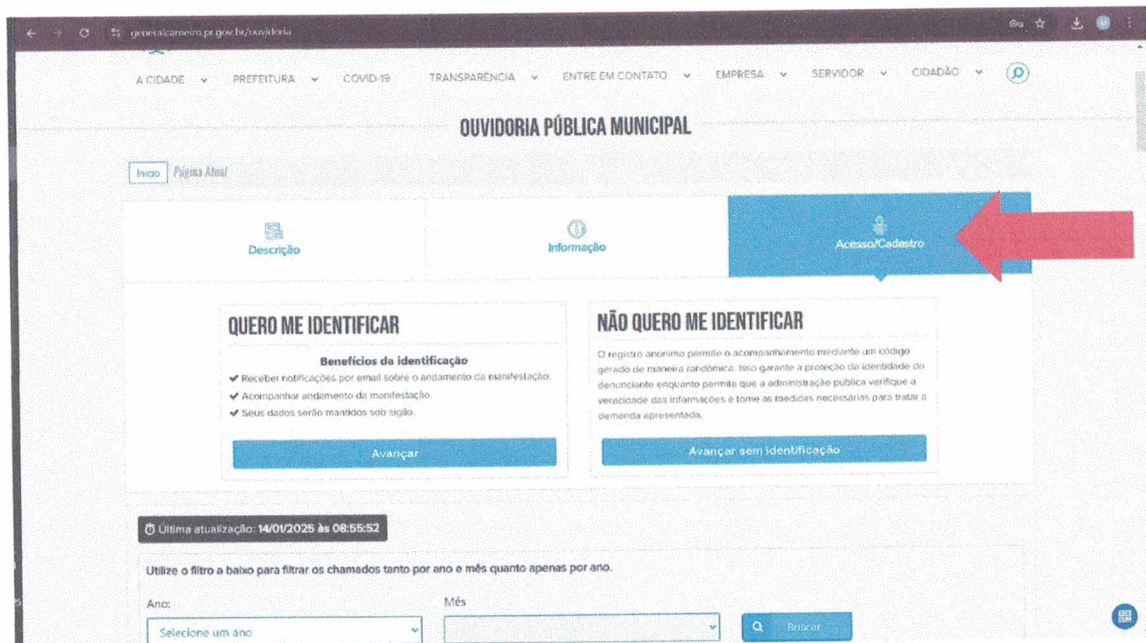 generalcarneiro.pr.gov.br/ouvidoria
A CIDADE PREFEITURA COVID-19 TRANSPARÊNCIA ENTRE EM CONTATO EMPRESA SERVIDOR CIDADÃO
OUVIDORIA PÚBLICA MUNICIPAL
Início Página Atual
Descrição Informação Acesso/Cadastro
QUERO ME IDENTIFICAR
Benefícios da identificação
✔ Receber notificações por email sobre o andamento da manifestação.
✔ Acompanhar andamento da manifestação.
✔ Seus dados serão mantidos sob sigilo.
Avançar
NÃO QUERO ME IDENTIFICAR
O registro anônimo permite o acompanhamento mediante um código
gerado de maneira randômica. Isso garante a proteção da identidade do
denunciante enquanto permite que a administração pública verifique a
veracidade das informações e tome as medidas necessárias para tratar a
demanda apresentada.
Avançar sem identificação
Última atualização: 14/01/2025 às 08:55:52
Utilize o filtro a baixo para filtrar os chamados tanto por ano e mês quanto apenas por ano.
Ano: Mês
Selecione um ano Buscar